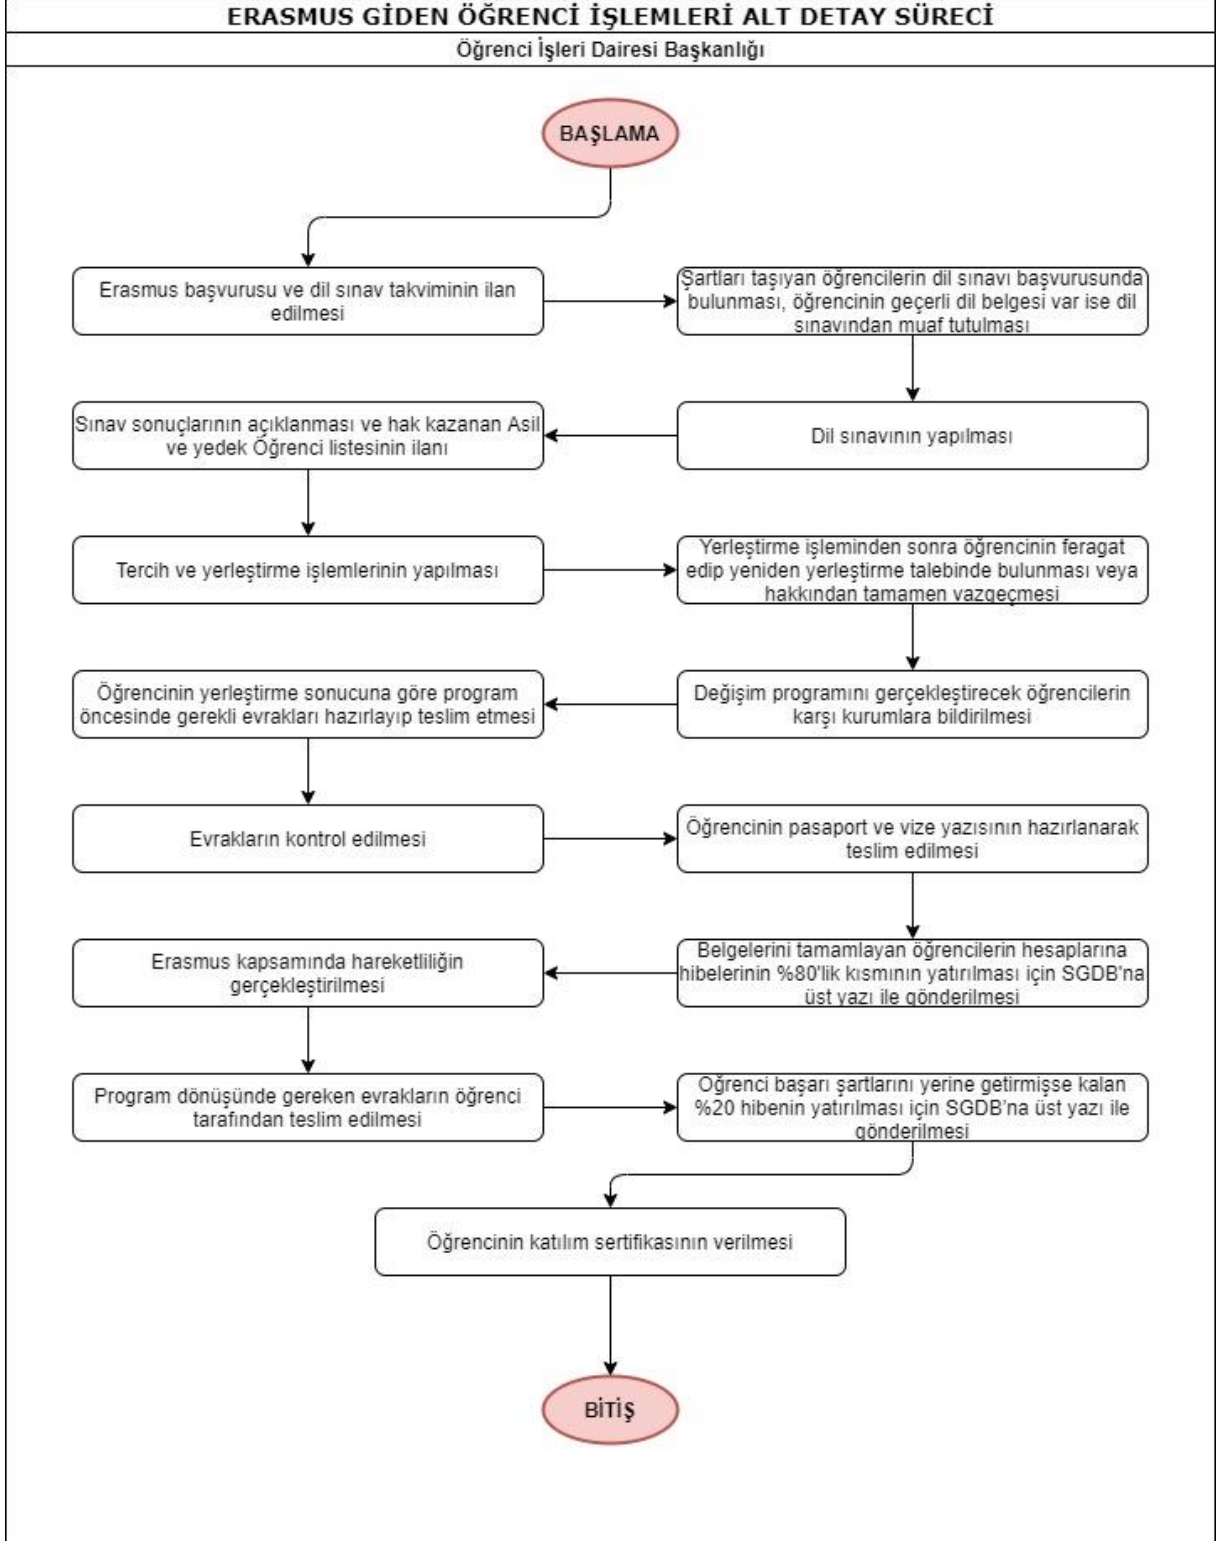 ERASMUS GİDEN ÖĞRENCİ İŞLEMLERİ ALT DETAY SÜRECİ
Öğrenci İşleri Dairesi Başkanlığı
BAŞLAMA
Erasmus başvurusu ve dil sınav takviminin ilan
edilmesi
Şartları taşıyan öğrencilerin dil sınavı başvurusunda
bulunması, öğrencinin geçerli dil belgesi var ise dil
sınavından muaf tutulması
Dil sınavının yapılması
Sınav sonuçlarının açıklanması ve hak kazanan Asil
ve yedek Öğrenci listesinin ilanı
Tercih ve yerleştirme işlemlerinin yapılması
Yerleştirme işleminden sonra öğrencinin feragat
edip yeniden yerleştirme talebinde bulunması veya
hakkından tamamen vazgeçmesi
Değişim programını gerçekleştirecek öğrencilerin
karşı kurumlara bildirilmesi
Öğrencinin yerleştirme sonucuna göre program
öncesinde gerekli evrakları hazırlayıp teslim etmesi
Evrakların kontrol edilmesi
Öğrencinin pasaport ve vize yazısının hazırlanarak
teslim edilmesi
Belgelerini tamamlayan öğrencilerin hesaplarına
hibelerinin %80'lik kısmının yatırılması için SGDB'na
üst yazı ile gönderilmesi
Erasmus kapsamında hareketliliğin
gerçekleştirilmesi
Program dönüşünde gereken evrakların öğrenci
tarafından teslim edilmesi
Öğrenci başarı şartlarını yerine getirmişse kalan
%20 hibenin yatırılması için SGDB'na üst yazı ile
gönderilmesi
Öğrencinin katılım sertifikasının verilmesi
BİTİŞ